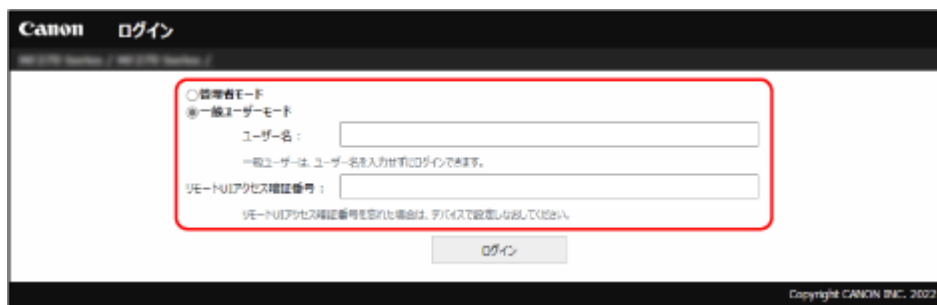 Canon ログイン
管理者モード
一般ユーザーモード
ユーザー名：
一般ユーザーは、ユーザー名を入力せずにログインできます。
リモートUIアクセス暗証番号：
リモートUIアクセス暗証番号を忘れた場合は、デバイスで設定しなおしてください。
ログイン
Copyright CANON INC. 2022